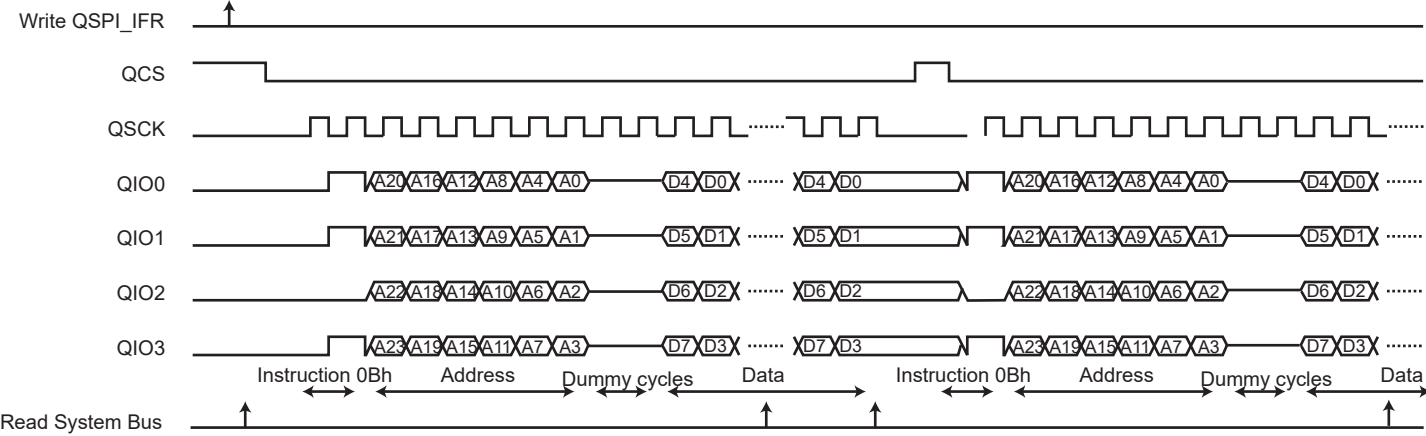 Write QSPI_IFR
QCS
QSCK
QIO0 A20 A16 A12 A8 A4 A0 D4 D0 D4 D0 A20 A16 A12 A8 A4 A0 D4 D0
QIO1 A21 A17 A13 A9 A5 A1 D5 D1 D5 D1 A21 A17 A13 A9 A5 A1 D5 D1
QIO2 A22 A18 A14 A10 A6 A2 D6 D2 D6 D2 A22 A18 A14 A10 A6 A2 D6 D2
QIO3 A23 A19 A15 A11 A7 A3 D7 D3 D7 D3 A23 A19 A15 A11 A7 A3 D7 D3
Instruction 0Bh Address Dummy cycles Data Instruction 0Bh Address Dummy cycles Data
Read System Bus